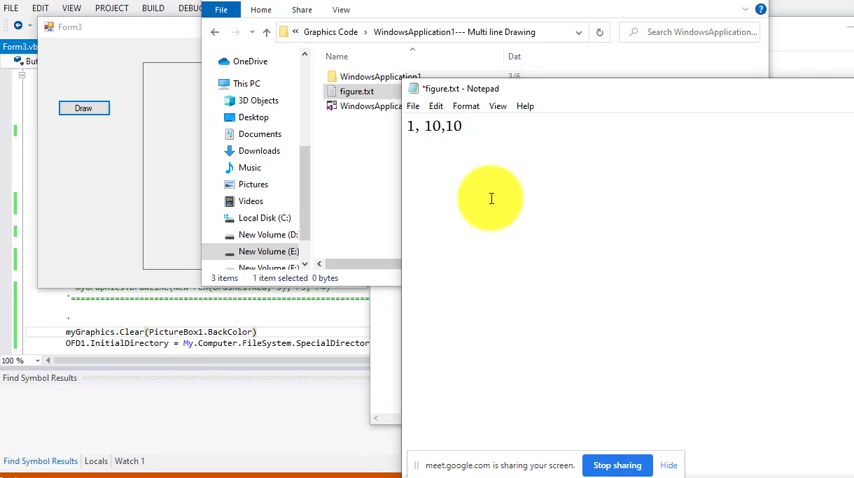 FILE EDIT VIEW PROJECT BUILD
File Home Share View
Form3
Form3.vb
Graphics Code WindowsApplication1--- Multi line Drawing
Search WindowsApplication...
Name Dat
OneDrive
This PC
3D Objects
Desktop
Documents
Downloads
Music
Pictures
Videos
Local Disk (C:)
New Volume (D:
New Volume (E:)
WindowsApplication1
3/6
figure.txt
Draw
*figure.txt - Notepad
File Edit Format View Help
1, 10,10
3 items 1 item selected 0 bytes
myGraphics.Clear(PictureBox1.BackColor)
OFD1.InitialDirectory = My.Computer.FileSystem.SpecialDirector
100 %
Find Symbol Results
Find Symbol Results Locals Watch 1
meet.google.com is sharing your screen. Stop sharing Hide